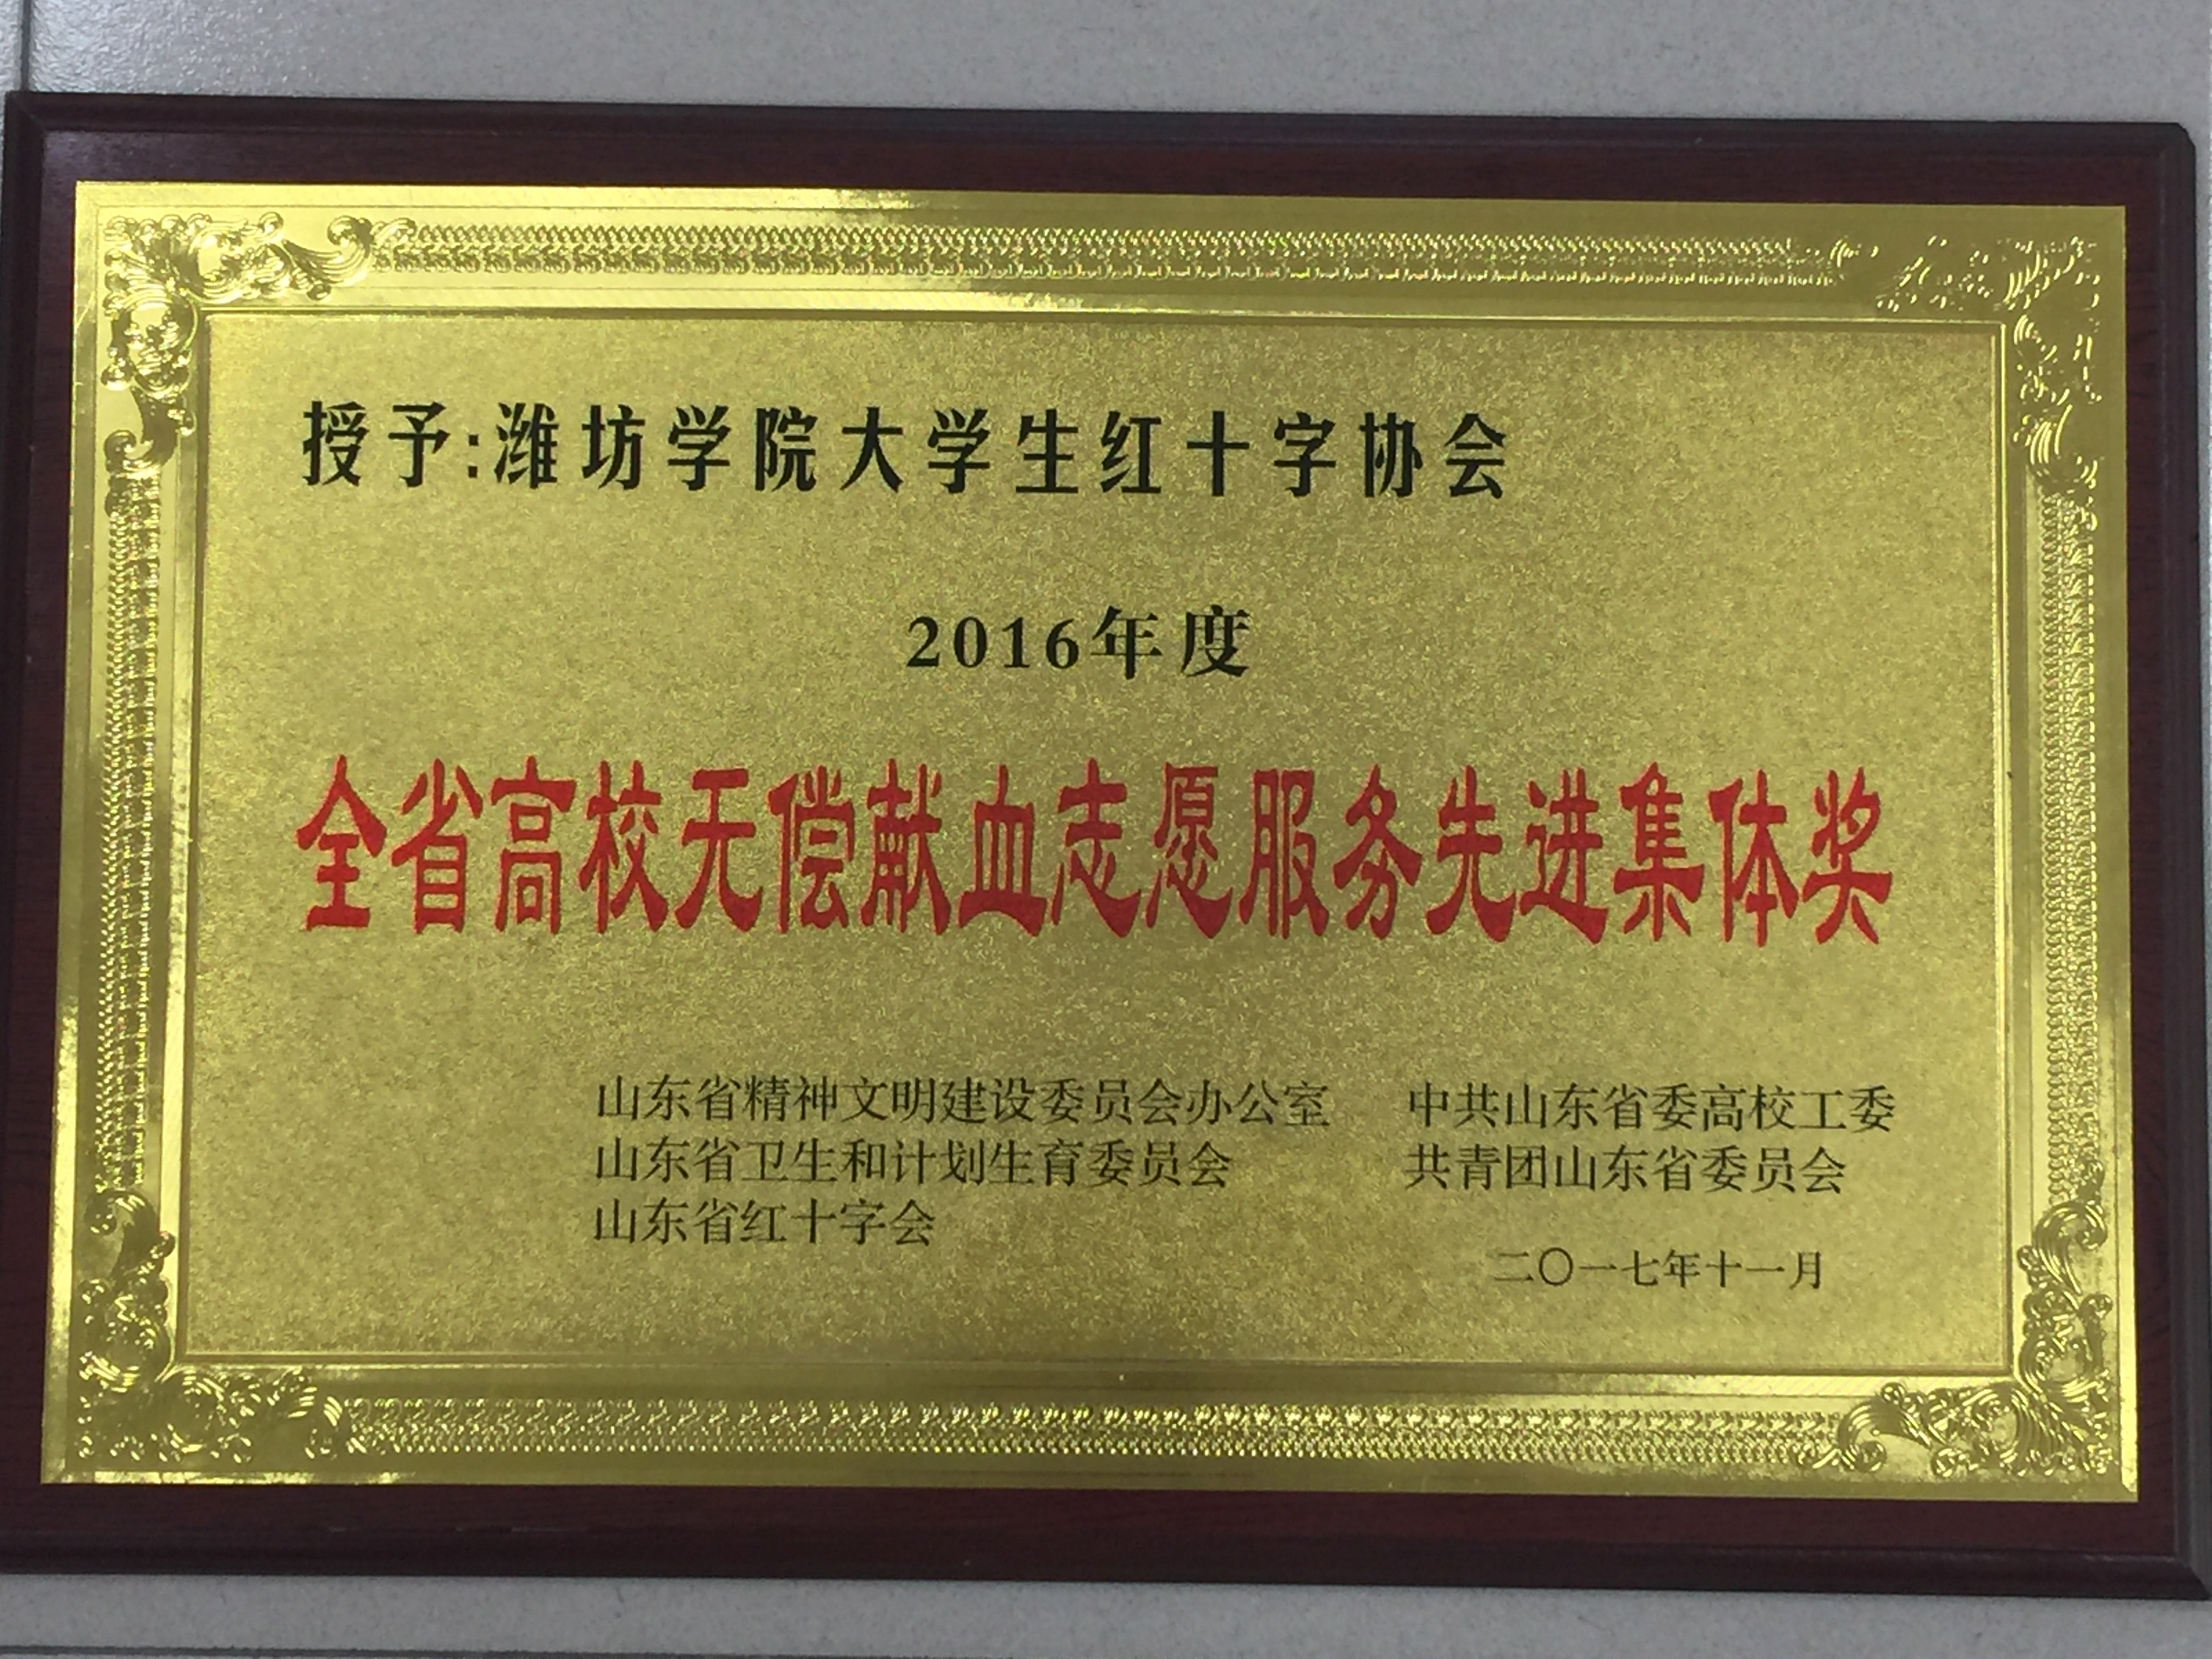 授予:潍坊学院大学生红十字协会
2016年度
全省高校无偿献血志愿服务先进集体奖
山东省精神文明建设委员会办公室 中共山东省委高校工委
山东省卫生和计划生育委员会 共青团山东省委员会
山东省红十字会
二〇一七年十一月